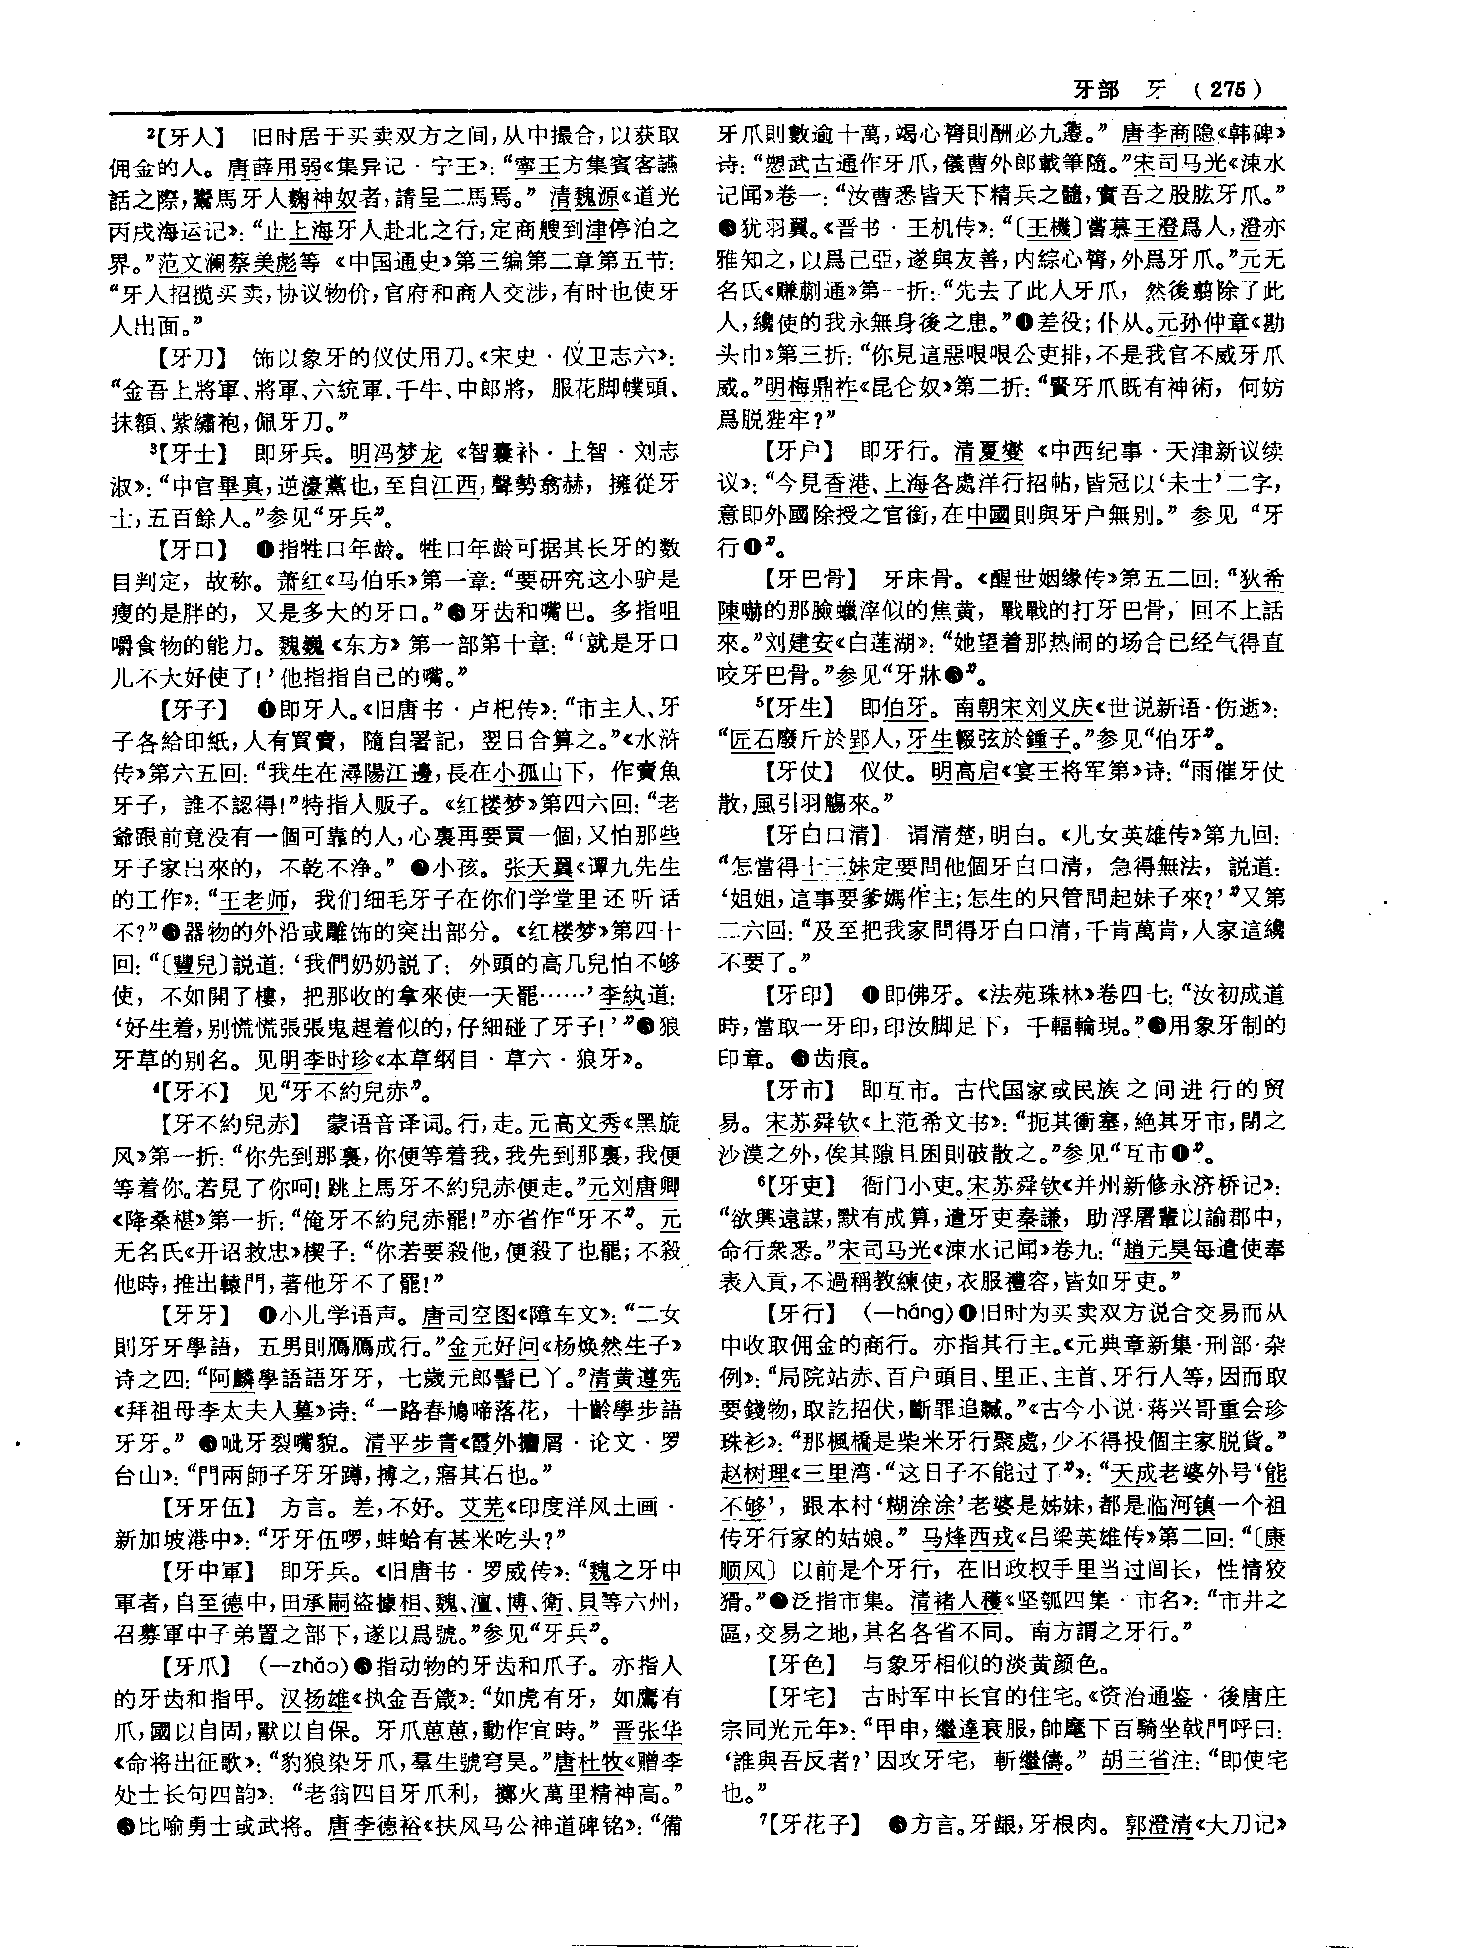 牙部 牙 (275)
²【牙人】 旧时居于买卖双方之间,从中撮合,以获取
佣金的人。唐薛用弱《集异记·宁王》:“寧王方集賓客讌
話之際,鬻馬牙人麴神奴者,請呈二馬焉。”清魏源《道光
丙戌海运记》:“止上海牙人赴北之行,定商艘到津停泊之
界。”范文澜蔡美彪等《中国通史》第三编第二章第五节:
“牙人招揽买卖,协议物价,官府和商人交涉,有时也使牙
人出面。”
【牙刀】 饰以象牙的仪仗用刀。《宋史·仪卫志六》:
“金吾上將軍、將軍、六統軍、千牛、中郎將,服花脚幞頭、
抹額、紫繡袍,佩牙刀。”
³【牙士】 即牙兵。明冯梦龙《智囊补·上智·刘志
淑》:“中官畢真,逆濠黨也,至自江西,聲勢翕赫,擁從牙
士,五百餘人。”参见“牙兵”。
【牙口】 ❶指牲口年龄。牲口年龄可据其长牙的数
目判定,故称。萧红《马伯乐》第一章:“要研究这小驴是
瘦的是胖的,又是多大的牙口。”❷牙齿和嘴巴。多指咀
嚼食物的能力。魏巍《东方》第一部第十章:“‘就是牙口
儿不大好使了!’他指指自己的嘴。”
【牙子】 ❶即牙人。《旧唐书·卢杞传》:“市主人、牙
子各給印紙,人有買賣,隨自署記,翌日合算之。”《水浒
传》第六五回:“我生在潯陽江邊,長在小孤山下,作賣魚
牙子,誰不認得!”特指人贩子。《红楼梦》第四六回:“老
爺跟前竟没有一個可靠的人,心裏再要買一個,又怕那些
牙子家出來的,不乾不净。”❷小孩。张天翼《谭九先生
的工作》:“王老师,我们细毛牙子在你们学堂里还听话
不?”❸器物的外沿或雕饰的突出部分。《红楼梦》第四十
回:“〔豐兒〕説道:‘我們奶奶説了:外頭的高几兒怕不够
使,不如開了樓,把那收的拿來使一天罷……’李紈道:
‘好生着,别慌慌張張鬼趕着似的,仔細碰了牙子!’”❹狼
牙草的别名。见明李时珍《本草纲目·草六·狼牙》。
⁴【牙不】 见“牙不約兒赤”。
【牙不約兒赤】 蒙语音译词。行,走。元高文秀《黑旋
风》第一折:“你先到那裏,你便等着我,我先到那裏,我便
等着你。若見了你呵!跳上馬牙不約兒赤便走。”元刘唐卿
《降桑椹》第一折:“俺牙不約兒赤罷!”亦省作“牙不”。元
无名氏《开诏救忠》楔子:“你若要殺他,便殺了也罷;不殺
他時,推出轅門,著他牙不了罷!”
【牙牙】 ❶小儿学语声。唐司空图《障车文》:“二女
則牙牙學語,五男則鴈鴈成行。”金元好问《杨焕然生子》
诗之四:“阿麟學語語牙牙,七歲元郎髻已丫。”清黄遵宪
《拜祖母李太夫人墓》诗:“一路春鳩啼落花,十齡學步語
牙牙。”❷呲牙裂嘴貌。清平步青《霞外攟屑·论文·罗
台山》:“門兩師子牙牙蹲,搏之,寤其石也。”
【牙牙伍】 方言。差,不好。艾芜《印度洋风土画·
新加坡港中》:“牙牙伍啰,蚌蛤有甚米吃头?”
【牙中軍】 即牙兵。《旧唐书·罗威传》:“魏之牙中
軍者,自至德中,田承嗣盜據相、魏、澶、博、衛、貝等六州,
召募軍中子弟置之部下,遂以爲號。”参见“牙兵”。
【牙爪】 (—zhǎo)❶指动物的牙齿和爪子。亦指人
的牙齿和指甲。汉扬雄《执金吾箴》:“如虎有牙,如鷹有
爪,國以自固,獸以自保。牙爪葸葸,動作宜時。”晋张华
《命将出征歌》:“豹狼染牙爪,羣生號穹旻。”唐杜牧《赠李
处士长句四韵》:“老翁四目牙爪利,擲火萬里精神高。”
❷比喻勇士或武将。唐李德裕《扶风马公神道碑铭》:“備
牙爪則數逾十萬,竭心膂則酬必九遷。”唐李商隐《韩碑》
诗:“愬武古通作牙爪,儀曹外郎載筆隨。”宋司马光《涑水
记闻》卷一:“汝曹悉皆天下精兵之髓,實吾之股肱牙爪。”
❸犹羽翼。《晋书·王机传》:“〔王機〕嘗慕王澄爲人,澄亦
雅知之,以爲己亞,遂與友善,内綜心膂,外爲牙爪。”元无
名氏《赚蒯通》第一折:“先去了此人牙爪,然後翦除了此
人,纔使的我永無身後之患。”❹差役;仆从。元孙仲章《勘
头巾》第三折:“你見這惡哏哏公吏排,不是我官不威牙爪
威。”明梅鼎祚《昆仑奴》第二折:“賢牙爪既有神術,何妨
爲脱狴牢?”
【牙户】 即牙行。清夏燮《中西纪事·天津新议续
议》:“今見香港、上海各處洋行招帖,皆冠以‘未士’二字,
意即外國除授之官銜,在中國則與牙户無别。”参见“牙
行❶”。
【牙巴骨】 牙床骨。《醒世姻缘传》第五二回:“狄希
陳嚇的那臉蠟滓似的焦黄,戰戰的打牙巴骨,回不上話
來。”刘建安《白莲湖》:“她望着那热闹的场合已经气得直
咬牙巴骨。”参见“牙牀❸”。
⁵【牙生】 即伯牙。南朝宋刘义庆《世说新语·伤逝》:
“匠石廢斤於郢人,牙生輟弦於鍾子。”参见“伯牙”。
【牙仗】 仪仗。明高启《宴王将军第》诗:“雨催牙仗
散,風引羽觴來。”
【牙白口清】 谓清楚,明白。《儿女英雄传》第九回:
“怎當得十三妹定要問他個牙白口清,急得無法,説道:
‘姐姐,這事要爹媽作主;怎生的只管問起妹子來?’”又第
二六回:“及至把我家問得牙白口清,千肯萬肯,人家這纔
不要了。”
【牙印】 ❶即佛牙。《法苑珠林》卷四七:“汝初成道
時,當取一牙印,印汝脚足下,千輻輪現。”❷用象牙制的
印章。❸齿痕。
【牙市】 即互市。古代国家或民族之间进行的贸
易。宋苏舜钦《上范希文书》:“扼其衝塞,絶其牙市,閉之
沙漠之外,俟其隙且困則破散之。”参见“互市❶”。
⁶【牙吏】 衙门小吏。宋苏舜钦《并州新修永济桥记》:
“欲興遠謀,默有成算,遣牙吏秦謙,助浮屠輩以諭郡中,
命行衆悉。”宋司马光《涑水记闻》卷九:“趙元昊每遣使奉
表入貢,不過稱教練使,衣服禮容,皆如牙吏。”
【牙行】 (—háng)❶旧时为买卖双方说合交易而从
中收取佣金的商行。亦指其行主。《元典章新集·刑部·杂
例》:“局院站赤、百户頭目、里正、主首、牙行人等,因而取
要錢物,取訖招伏,斷罪追贓。”《古今小说·蒋兴哥重会珍
珠衫》:“那楓橋是柴米牙行聚處,少不得投個主家脱貨。”
赵树理《三里湾·“这日子不能过了”》:“天成老婆外号‘能
不够’,跟本村‘糊涂涂’老婆是姊妹,都是临河镇一个祖
传牙行家的姑娘。”马烽西戎《吕梁英雄传》第二回:“〔康
顺风〕以前是个牙行,在旧政权手里当过闾长,性情狡
猾。”❷泛指市集。清褚人穫《坚瓠四集·市名》:“市井之
區,交易之地,其名各省不同。南方謂之牙行。”
【牙色】 与象牙相似的淡黄颜色。
【牙宅】 古时军中长官的住宅。《资治通鉴·後唐庄
宗同光元年》:“甲申,繼達衰服,帥麾下百騎坐戟門呼曰:
‘誰與吾反者?’因攻牙宅,斬繼儔。”胡三省注:“即使宅
也。”
⁷【牙花子】 ❶方言。牙龈,牙根肉。郭澄清《大刀记》